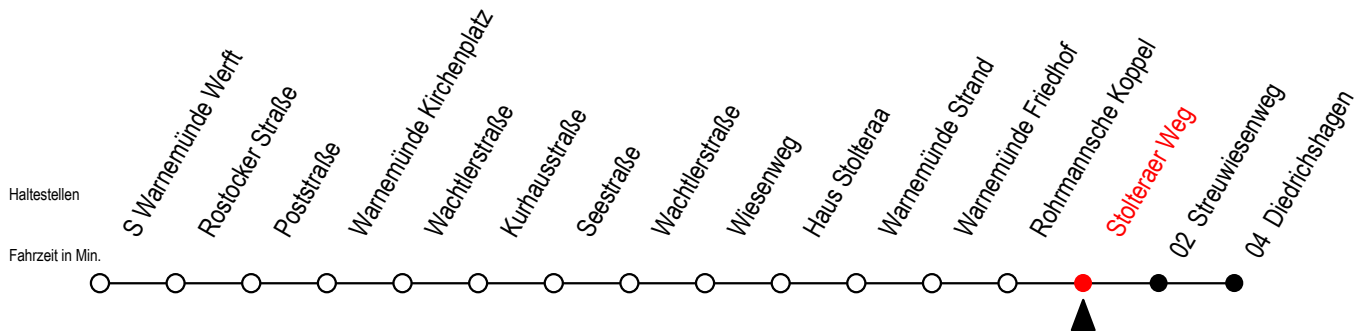 S Warnemünde Werft
Rostocker Straße
Poststraße
Warnemünde Kirchenplatz
Wachtlerstraße
Kurhausstraße
Seestraße
Wachtlerstraße
Wiesenweg
Haus Stolteraa
Warnemünde Strand
Warnemünde Friedhof
Rohrmannsche Koppel
Stolteraer Weg
02 Streuwiesenweg
04 Diedrichshagen
Haltestellen
Fahrzeit in Min.